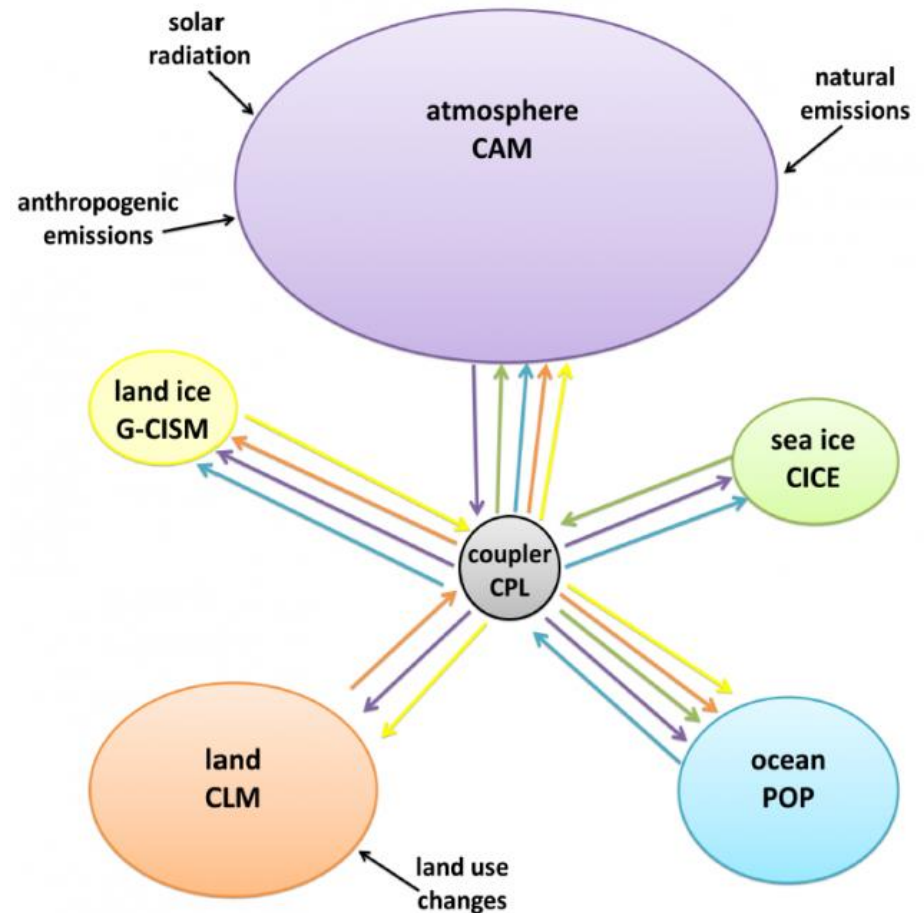 solar
radiation
natural
emissions
atmosphere
CAM
anthropogenic
emissions
land ice
G-CISM
sea ice
CICE
coupler
CPL
land
CLM
ocean
POP
land use
changes